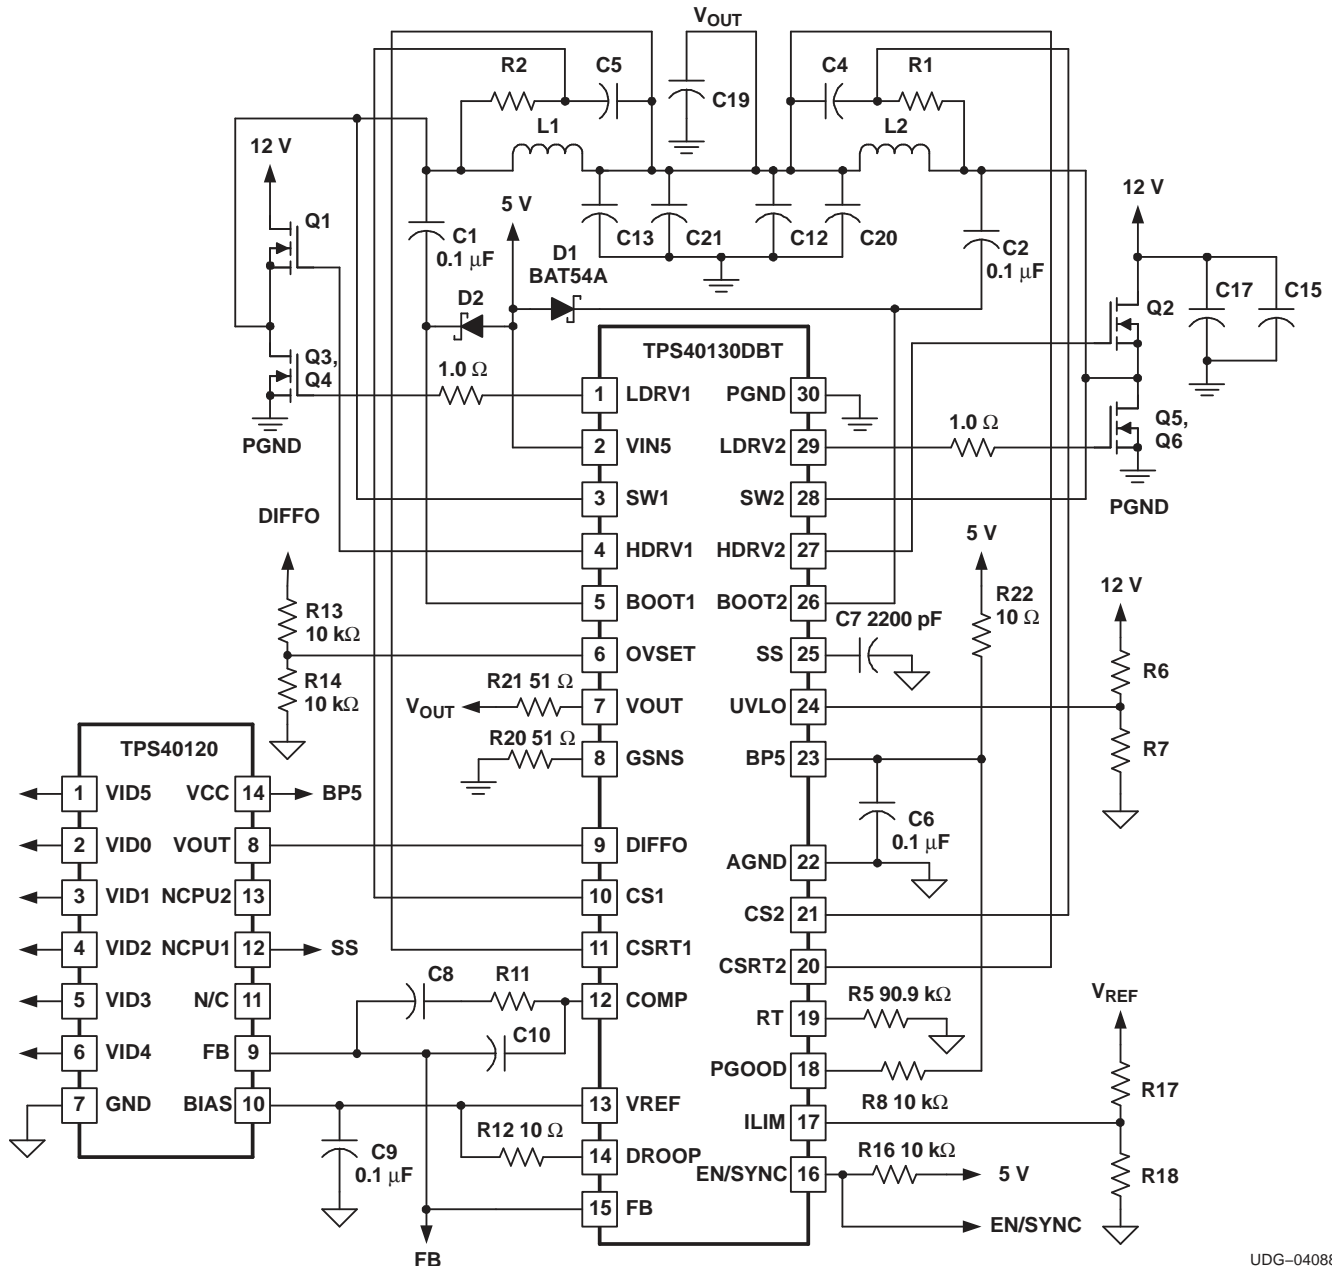 VOUT
R2
C5
C19
C4
R1
L1
L2
12 V
Q1
5 V
C1
0.1 µF
D1
BAT54A
D2
C13
C21
C12
C20
C2
0.1 µF
12 V
Q2
C17
C15
Q3,
Q4
PGND
1.0 Ω
TPS40130DBT
1.0 Ω
Q5,
Q6
PGND
1 LDRV1
2 VIN5
3 SW1
4 HDRV1
5 BOOT1
6 OVSET
7 VOUT
8 GSNS
9 DIFFO
10 CS1
11 CSRT1
12 COMP
13 VREF
14 DROOP
15 FB
PGND 30
LDRV2 29
SW2 28
HDRV2 27
BOOT2 26
SS 25
UVLO 24
BP5 23
AGND 22
CS2 21
CSRT2 20
RT 19
PGOOD 18
ILIM 17
EN/SYNC 16
DIFFO
R13
10 kΩ
R14
10 kΩ
VOUT
R21 51 Ω
R20 51 Ω
C7 2200 pF
5 V
R22
10 Ω
12 V
R6
R7
C6
0.1 µF
R5 90.9 kΩ
R8 10 kΩ
R16 10 kΩ
5 V
EN/SYNC
VREF
R17
R18
TPS40120
1 VID5
2 VID0
3 VID1
4 VID2
5 VID3
6 VID4
7 GND
VCC 14
BP5
VOUT 8
NCPU2 13
NCPU1 12
SS
N/C 11
FB 9
BIAS 10
C8
R11
C10
R12 10 Ω
C9
0.1 µF
FB
UDG–04088